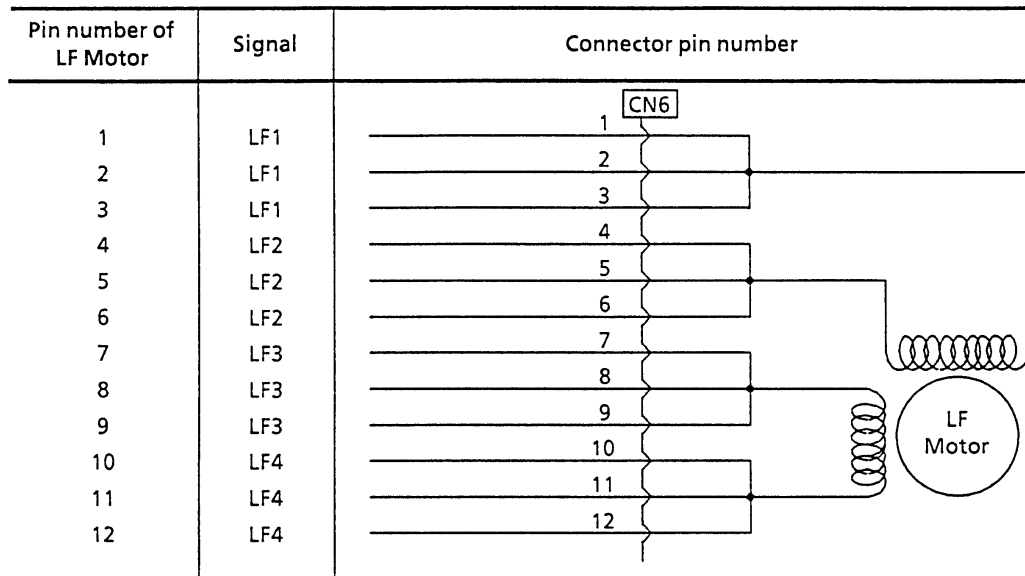 Pin number of
LF Motor
Signal
Connector pin number
CN6
1 LF1 1
2 LF1 2
3 LF1 3
4 LF2 4
5 LF2 5
6 LF2 6
7 LF3 7
8 LF3 8
9 LF3 9
10 LF4 10
11 LF4 11
12 LF4 12
LF
Motor